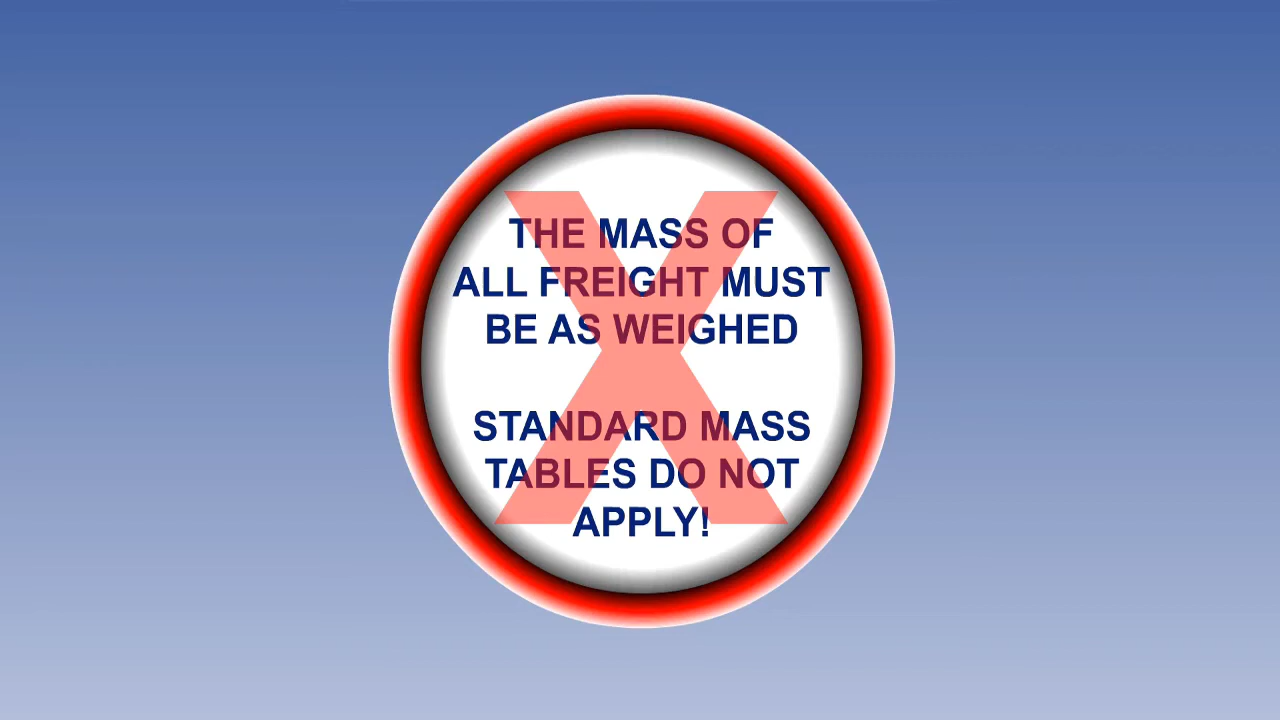 THE MASS OF
ALL FREIGHT MUST
BE AS WEIGHED
STANDARD MASS
TABLES DO NOT
APPLY!